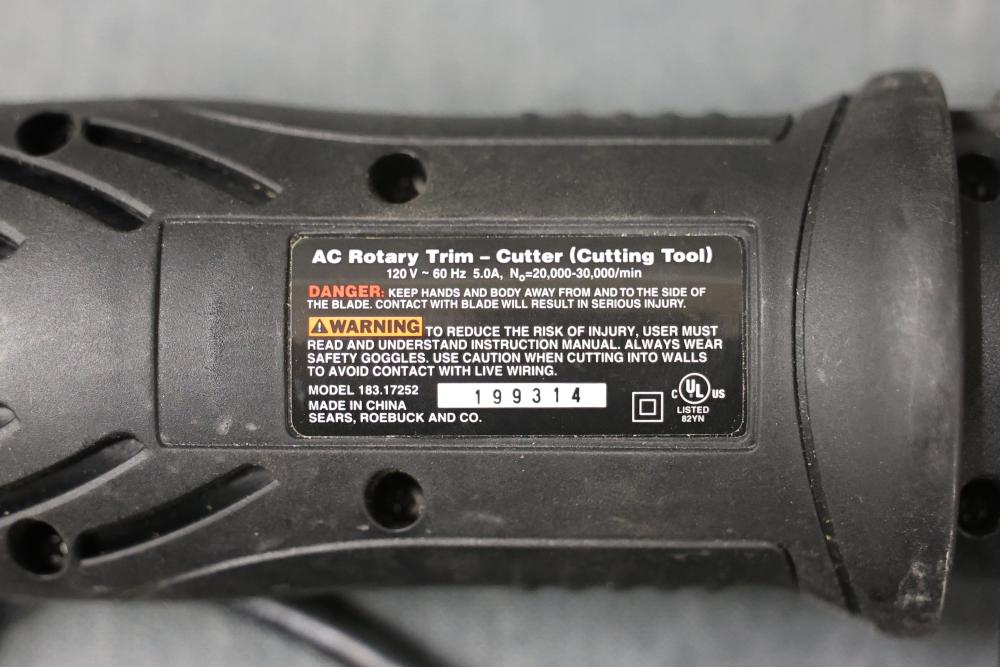 AC Rotary Trim - Cutter (Cutting Tool)
120 V ~ 60 Hz 5.0A, No=20,000-30,000/min
DANGER: KEEP HANDS AND BODY AWAY FROM AND TO THE SIDE OF
THE BLADE. CONTACT WITH BLADE WILL RESULT IN SERIOUS INJURY.
WARNING TO REDUCE THE RISK OF INJURY, USER MUST
READ AND UNDERSTAND INSTRUCTION MANUAL. ALWAYS WEAR
SAFETY GOGGLES. USE CAUTION WHEN CUTTING INTO WALLS
TO AVOID CONTACT WITH LIVE WIRING.
MODEL 183.17252
199314
MADE IN CHINA
SEARS, ROEBUCK AND CO.
C UL US
LISTED
82YN